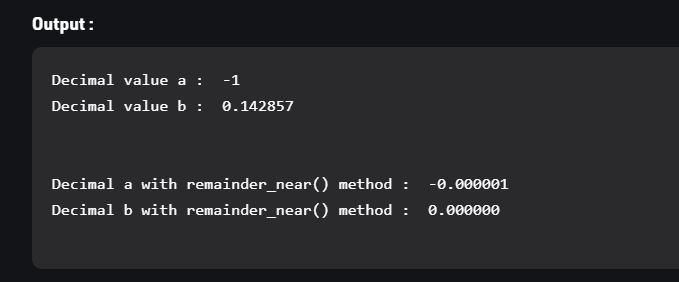 Output :
Decimal value a :  -1
Decimal value b :  0.142857
Decimal a with remainder_near() method :  -0.000001
Decimal b with remainder_near() method :  0.000000